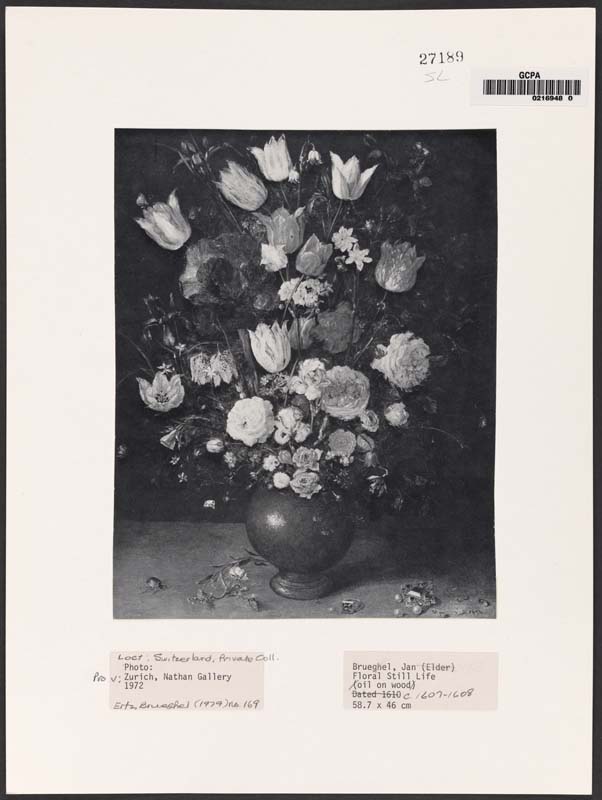 27189
SL
GCPA
0216948 0
Loct: Switzerland, Private Coll.
Photo:
Prov: Zurich, Nathan Gallery
1972
Ertz, Brueghel (1979) no. 169
Brueghel, Jan (Elder)
Floral Still Life
(oil on wood)
Dated 1610 c. 1607-1608
58.7 x 46 cm